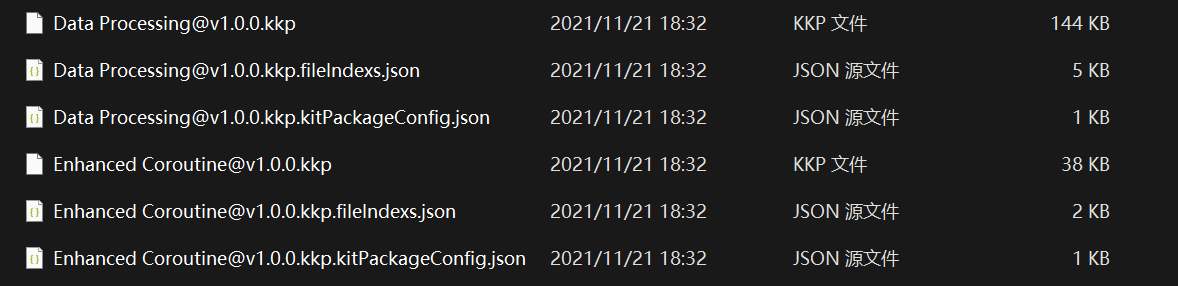 Data Processing@v1.0.0.kkp 2021/11/21 18:32 KKP 文件 144 KB
Data Processing@v1.0.0.kkp.fileIndexs.json 2021/11/21 18:32 JSON 源文件 5 KB
Data Processing@v1.0.0.kkp.kitPackageConfig.json 2021/11/21 18:32 JSON 源文件 1 KB
Enhanced Coroutine@v1.0.0.kkp 2021/11/21 18:32 KKP 文件 38 KB
Enhanced Coroutine@v1.0.0.kkp.fileIndexs.json 2021/11/21 18:32 JSON 源文件 2 KB
Enhanced Coroutine@v1.0.0.kkp.kitPackageConfig.json 2021/11/21 18:32 JSON 源文件 1 KB